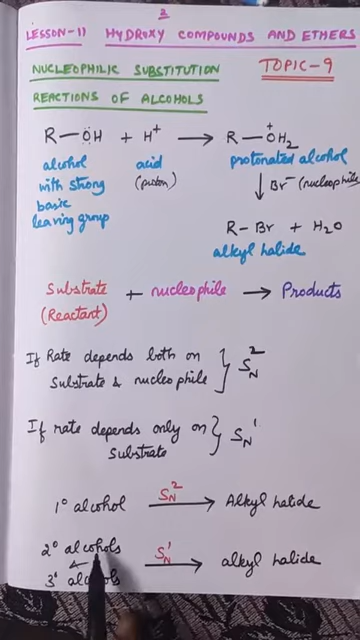 2
LESSON-11 HYDROXY COMPOUNDS AND ETHERS
NUCLEOPHILIC SUBSTITUTION TOPIC-9
REACTIONS OF ALCOHOLS
R—ÖH + H⁺ ⟶ R—O⁺H₂
alcohol acid protonated alcohol
with strong (proton) ↓ Br⁻ (nucleophile
basic
leaving group R-Br + H₂O
alkyl halide
Substrate + nucleophile → Products
(Reactant)
If Rate depends both on
Substrate & nucleophile } SN²
If rate depends only on
Substrate } SN¹
1° alcohol SN² ⟶ Alkyl halide
2° alcohols SN¹ ⟶ alkyl halide
3° alcohols